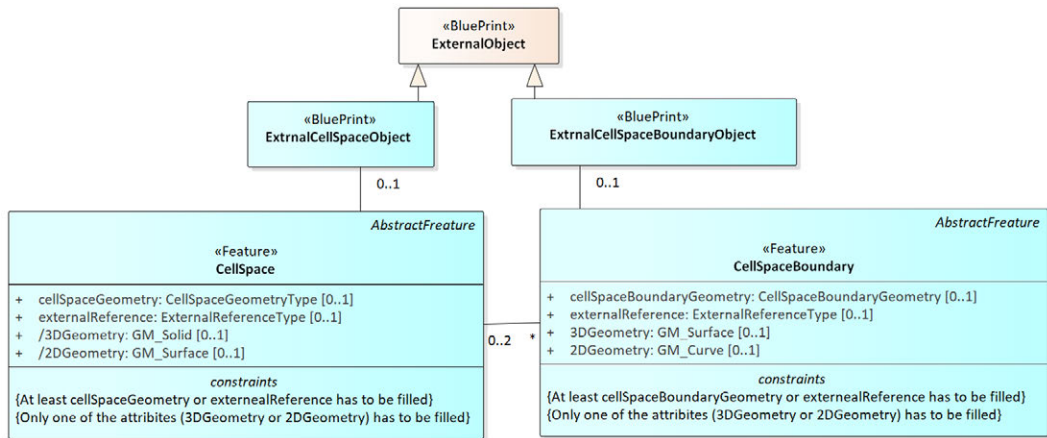 «BluePrint»
ExternalObject
«BluePrint»
ExtrnalCellSpaceObject
«BluePrint»
ExtrnalCellSpaceBoundaryObject
0..1
0..1
AbstractFreature
«Feature»
CellSpace
+ cellSpaceGeometry: CellSpaceGeometryType [0..1]
+ externalReference: ExternalReferenceType [0..1]
+ /3DGeometry: GM_Solid [0..1]
+ /2DGeometry: GM_Surface [0..1]
constraints
{At least cellSpaceGeometry or externealReference has to be filled}
{Only one of the attribites (3DGeometry or 2DGeometry) has to be filled}
0..2
*
AbstractFreature
«Feature»
CellSpaceBoundary
+ cellSpaceBoundaryGeometry: CellSpaceBoundaryGeometry [0..1]
+ externalReference: ExternalReferenceType [0..1]
+ 3DGeometry: GM_Surface [0..1]
+ 2DGeometry: GM_Curve [0..1]
constraints
{At least cellSpaceBoundaryGeometry or externealReference has to be filled}
{Only one of the attribites (3DGeometry or 2DGeometry) has to be filled}